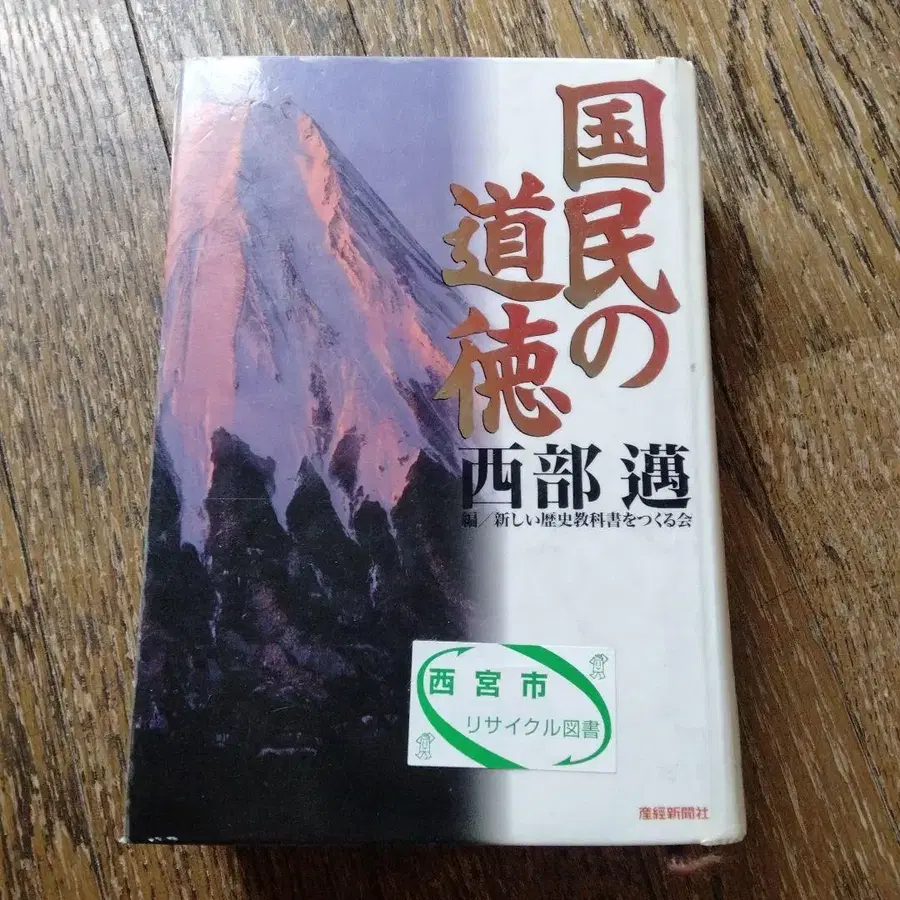 国民の
道徳
西部 邁
編/新しい歴史教科書をつくる会
西宮市
リサイクル図書
産経新聞社